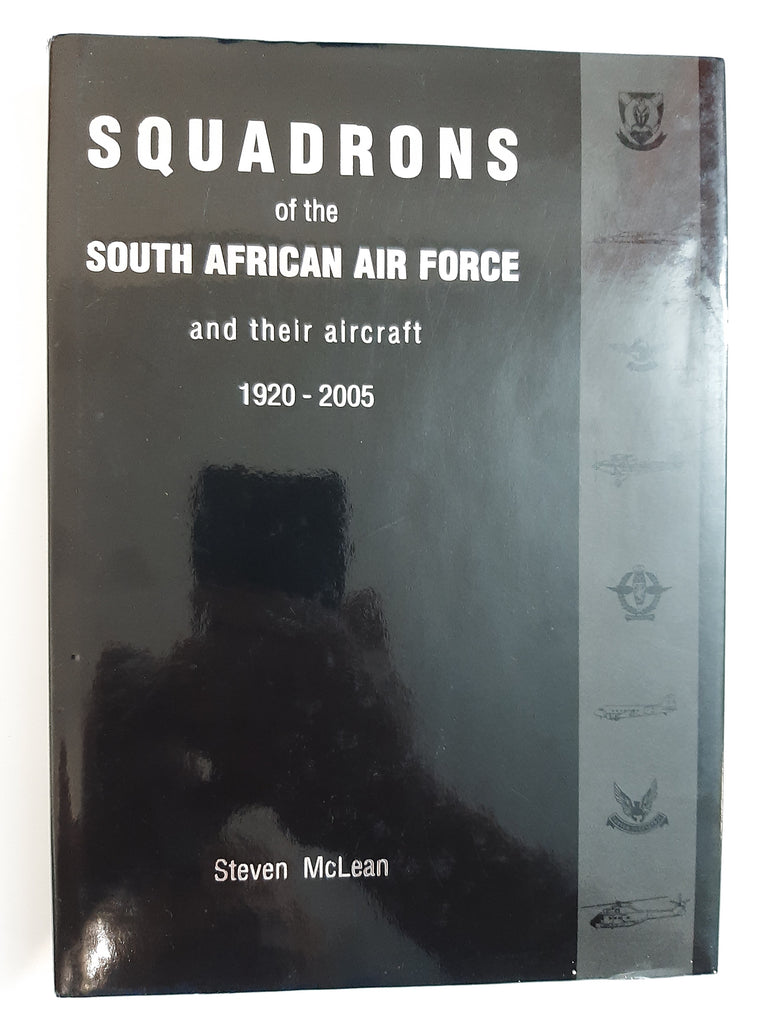 SQUADRONS
of the
SOUTH AFRICAN AIR FORCE
and their aircraft
1920 - 2005
Steven McLean